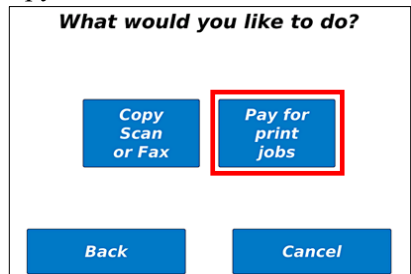 What would you like to do?
Copy
Scan
or Fax
Pay for
print
jobs
Back
Cancel